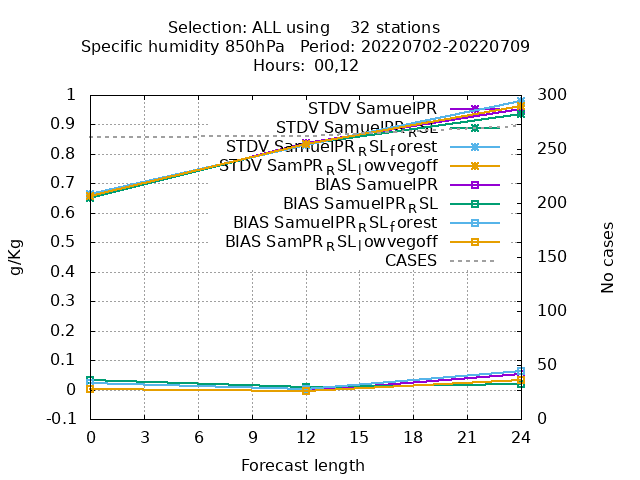 Selection: ALL using    32 stations
Specific humidity 850hPa   Period: 20220702-20220709
Hours:  00,12
1
0.9
0.8
0.7
0.6
0.5
0.4
0.3
0.2
0.1
0
-0.1
g/Kg
STDV SamuelPR
STDV SamuelPR_RSL
STDV SamuelPR_RSL_forest
STDV SamPR_RSL_lowvegoff
BIAS SamuelPR
BIAS SamuelPR_RSL
BIAS SamuelPR_RSL_forest
BIAS SamPR_RSL_lowvegoff
CASES
300
250
200
150
100
50
0
No cases
0 3 6 9 12 15 18 21 24
Forecast length